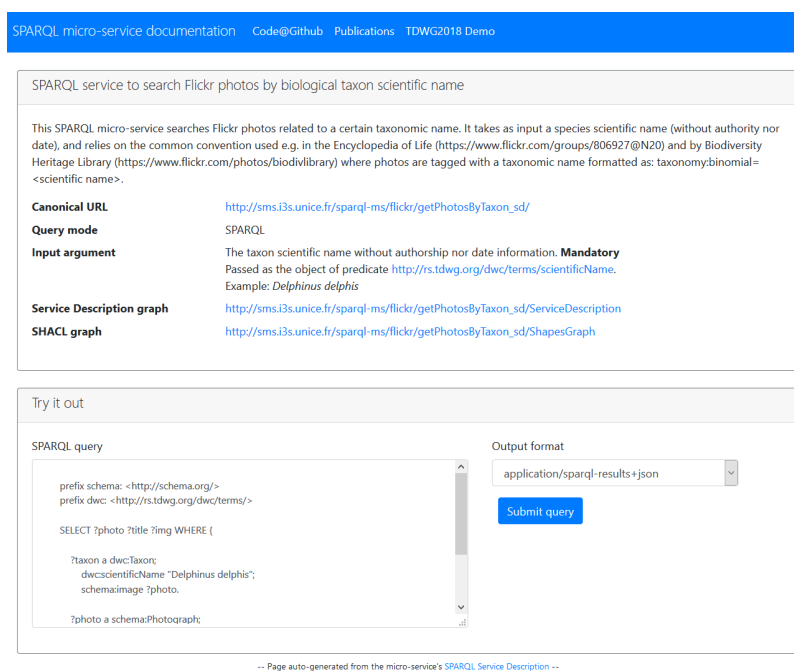 SPARQL micro-service documentation Code@Github Publications TDWG2018 Demo
SPARQL service to search Flickr photos by biological taxon scientific name
This SPARQL micro-service searches Flickr photos related to a certain taxonomic name. It takes as input a species scientific name (without authority nor
date), and relies on the common convention used e.g. in the Encyclopedia of Life (https://www.flickr.com/groups/806927@N20) and by Biodiversity
Heritage Library (https://www.flickr.com/photos/biodivlibrary) where photos are tagged with a taxonomic name formatted as: taxonomy:binomial=
<scientific name>.
Canonical URL http://sms.i3s.unice.fr/sparql-ms/flickr/getPhotosByTaxon_sd/
Query mode SPARQL
Input argument The taxon scientific name without authorship nor date information. Mandatory
Passed as the object of predicate http://rs.tdwg.org/dwc/terms/scientificName.
Example: Delphinus delphis
Service Description graph http://sms.i3s.unice.fr/sparql-ms/flickr/getPhotosByTaxon_sd/ServiceDescription
SHACL graph http://sms.i3s.unice.fr/sparql-ms/flickr/getPhotosByTaxon_sd/ShapesGraph
Try it out
SPARQL query
prefix schema: <http://schema.org/>
prefix dwc: <http://rs.tdwg.org/dwc/terms/>
SELECT ?photo ?title ?img WHERE {
?taxon a dwc:Taxon;
dwc:scientificName "Delphinus delphis";
schema:image ?photo.
?photo a schema:Photograph;
Output format
application/sparql-results+json
Submit query
-- Page auto-generated from the micro-service's SPARQL Service Description --